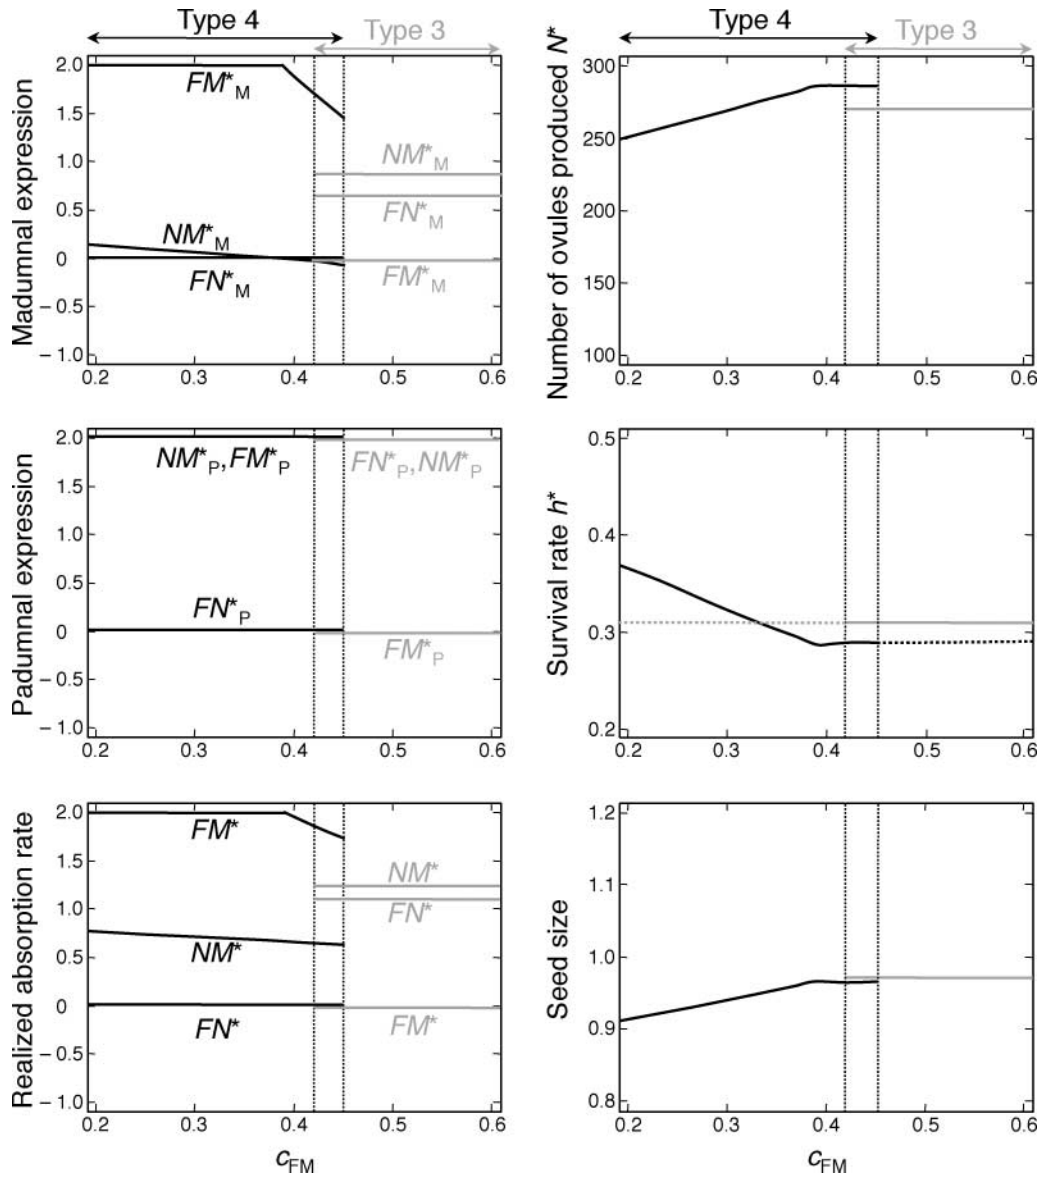 Type 4
Type 3
Type 4
Type 3
Madumnal expression
2.0
1.5
1.0
0.5
0
– 0.5
– 1.0
FM*M
NM*M
FN*M
NM*M
FN*M
FM*M
0.2 0.3 0.4 0.5 0.6
Number of ovules produced N*
300
250
200
150
100
0.2 0.3 0.4 0.5 0.6
Padumnal expression
2.0
1.5
1.0
0.5
0
– 0.5
– 1.0
NM*P, FM*P
FN*P, NM*P
FN*P
FM*P
0.2 0.3 0.4 0.5 0.6
Survival rate h*
0.5
0.4
0.3
0.2
0.2 0.3 0.4 0.5 0.6
Realized absorption rate
2.0
1.5
1.0
0.5
0
– 0.5
– 1.0
FM*
NM*
FN*
NM*
FN*
FM*
0.2 0.3 0.4 0.5 0.6
cFM
Seed size
1.2
1.1
1.0
0.9
0.8
0.2 0.3 0.4 0.5 0.6
cFM